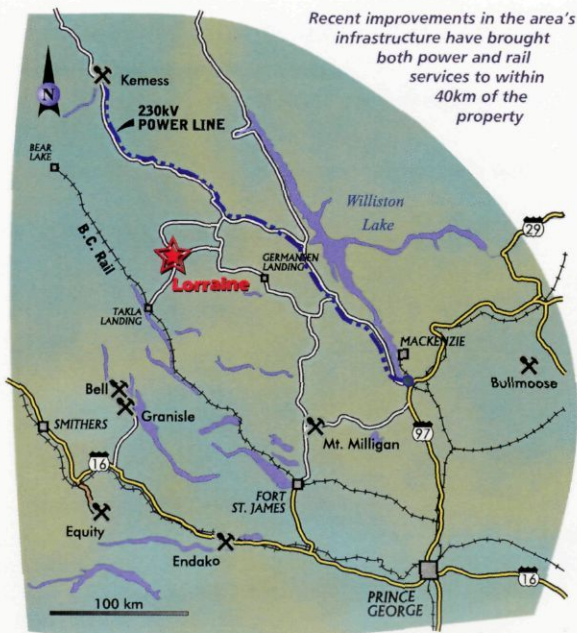 Recent improvements in the area's
infrastructure have brought
both power and rail
services to within
40km of the
property
Kemess
N
230kV
POWER LINE
BEAR
LAKE
Williston
Lake
29
B.C. Rail
GERMANSEN
LANDING
Lorraine
TAKLA
LANDING
MACKENZIE
Bell
Bullmoose
Granisle
SMITHERS
Mt. Milligan
97
16
FORT
ST. JAMES
Equity
Endako
16
PRINCE
GEORGE
100 km